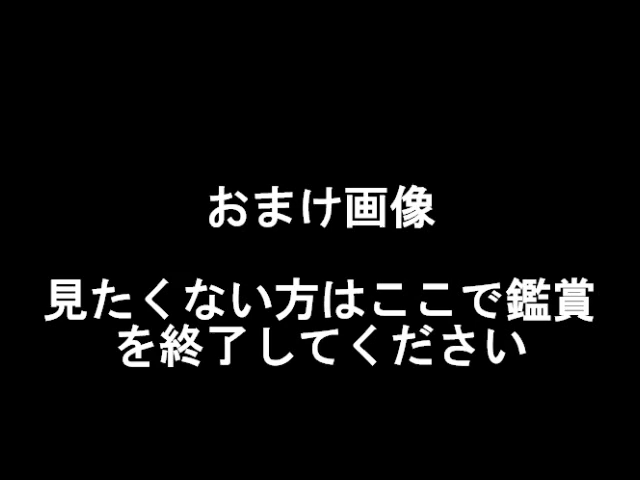 おまけ画像
見たくない方はここで鑑賞
を終了してください